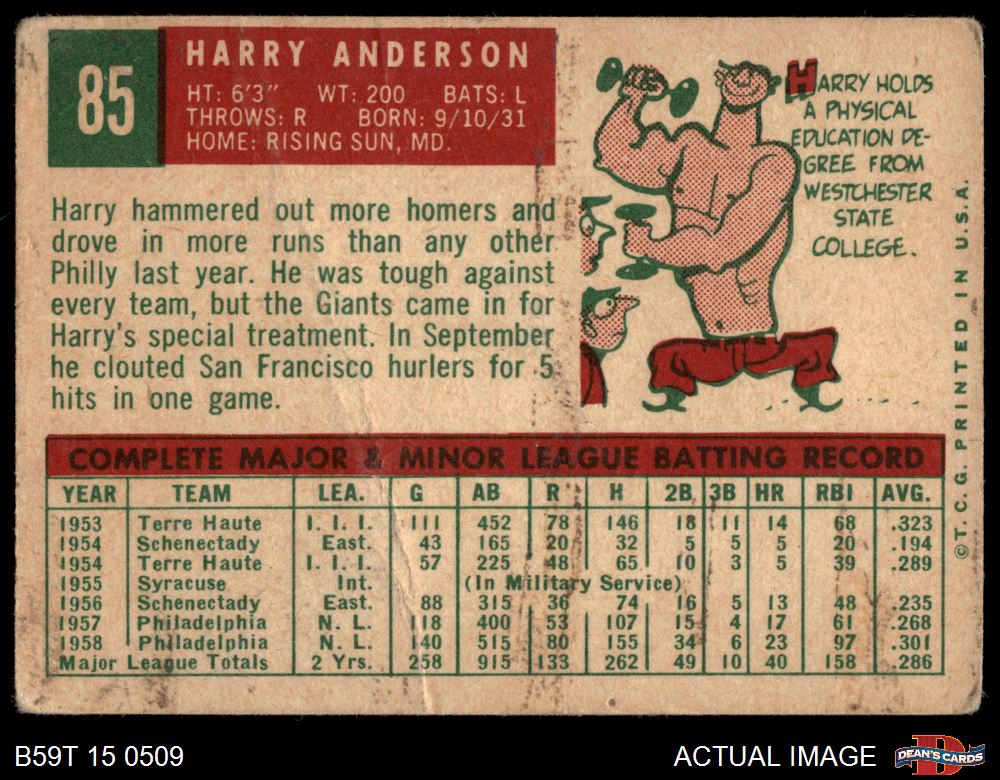 85
HARRY ANDERSON
HT: 6'3" WT: 200 BATS: L
THROWS: R BORN: 9/10/31
HOME: RISING SUN, MD.
HARRY HOLDS
A PHYSICAL
EDUCATION DE-
GREE FROM
WESTCHESTER
STATE
COLLEGE.
Harry hammered out more homers and
drove in more runs than any other
Philly last year. He was tough against
every team, but the Giants came in for
Harry's special treatment. In September
he clouted San Francisco hurlers for 5
hits in one game.
COMPLETE MAJOR & MINOR LEAGUE BATTING RECORD
YEAR TEAM LEA. G AB R H 2B 3B HR RBI AVG.
1953 Terre Haute I. I. I. 111 452 78 146 18 11 14 68 .323
1954 Schenectady East. 43 165 20 32 5 5 5 20 .194
1954 Terre Haute I. I. I. 57 225 48 65 10 3 5 39 .289
1955 Syracuse Int. (In Military Service)
1956 Schenectady East. 88 315 36 74 16 5 13 48 .235
1957 Philadelphia N. L. 118 400 53 107 15 4 17 61 .268
1958 Philadelphia N. L. 140 515 80 155 34 6 23 97 .301
Major League Totals 2 Yrs. 258 915 133 262 49 10 40 158 .286
©T. C. G. PRINTED IN U.S.A.
B59T 15 0509
ACTUAL IMAGE
DEAN'S CARDS